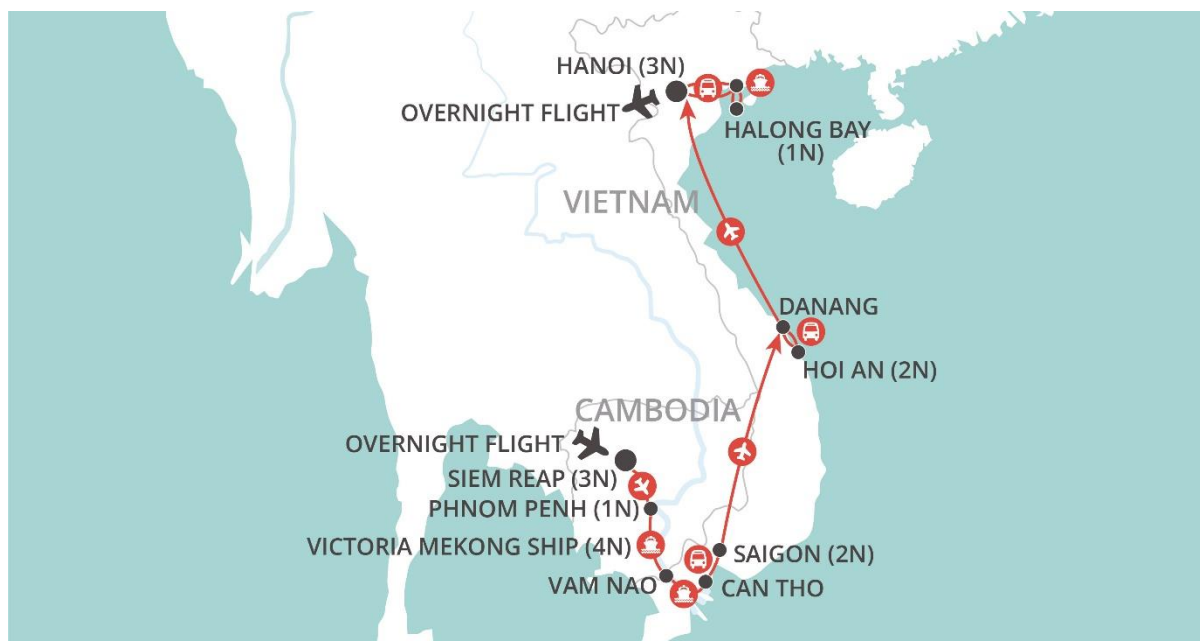 HANOI (3N)
OVERNIGHT FLIGHT
HALONG BAY
(1N)
VIETNAM
DANANG
HOI AN (2N)
CAMBODIA
OVERNIGHT FLIGHT
SIEM REAP (3N)
PHNOM PENH (1N)
VICTORIA MEKONG SHIP (4N)
SAIGON (2N)
VAM NAO
CAN THO